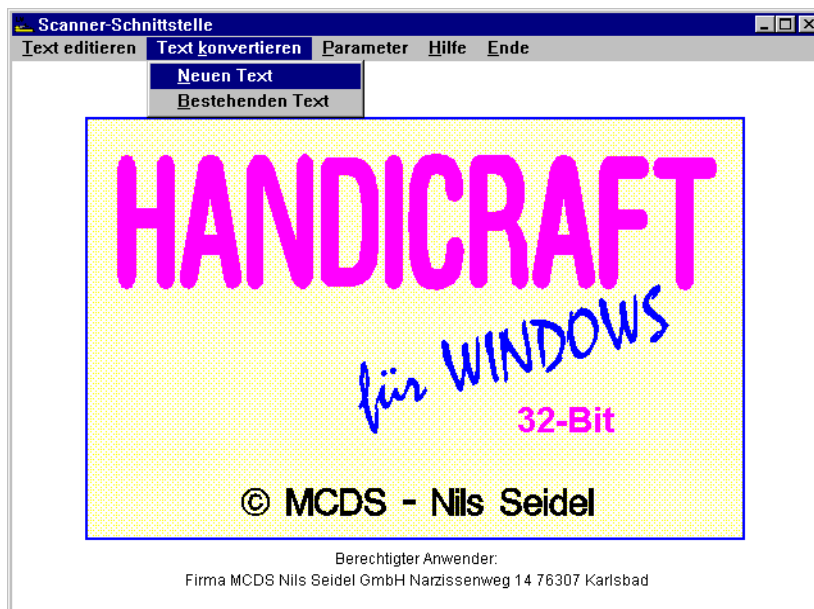 Scanner-Schnittstelle
Text editieren Text konvertieren Parameter Hilfe Ende
Neuen Text
Bestehenden Text
HANDICRAFT
für WINDOWS
32-Bit
© MCDS - Nils Seidel
Berechtigter Anwender:
Firma MCDS Nils Seidel GmbH Narzissenweg 14 76307 Karlsbad